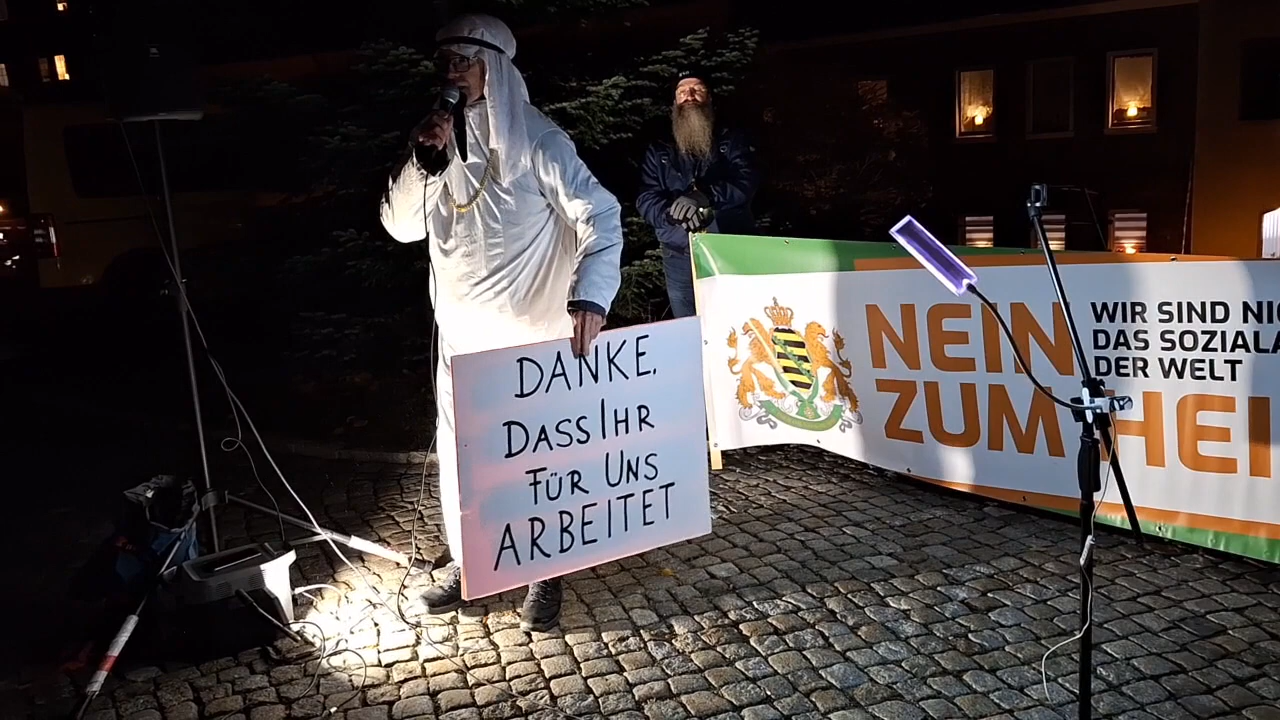 DANKE,
DASS IHR
FÜR UNS
ARBEITET
NEIN
ZUM HEI
WIR SIND NIC
DAS SOZIALA
DER WELT